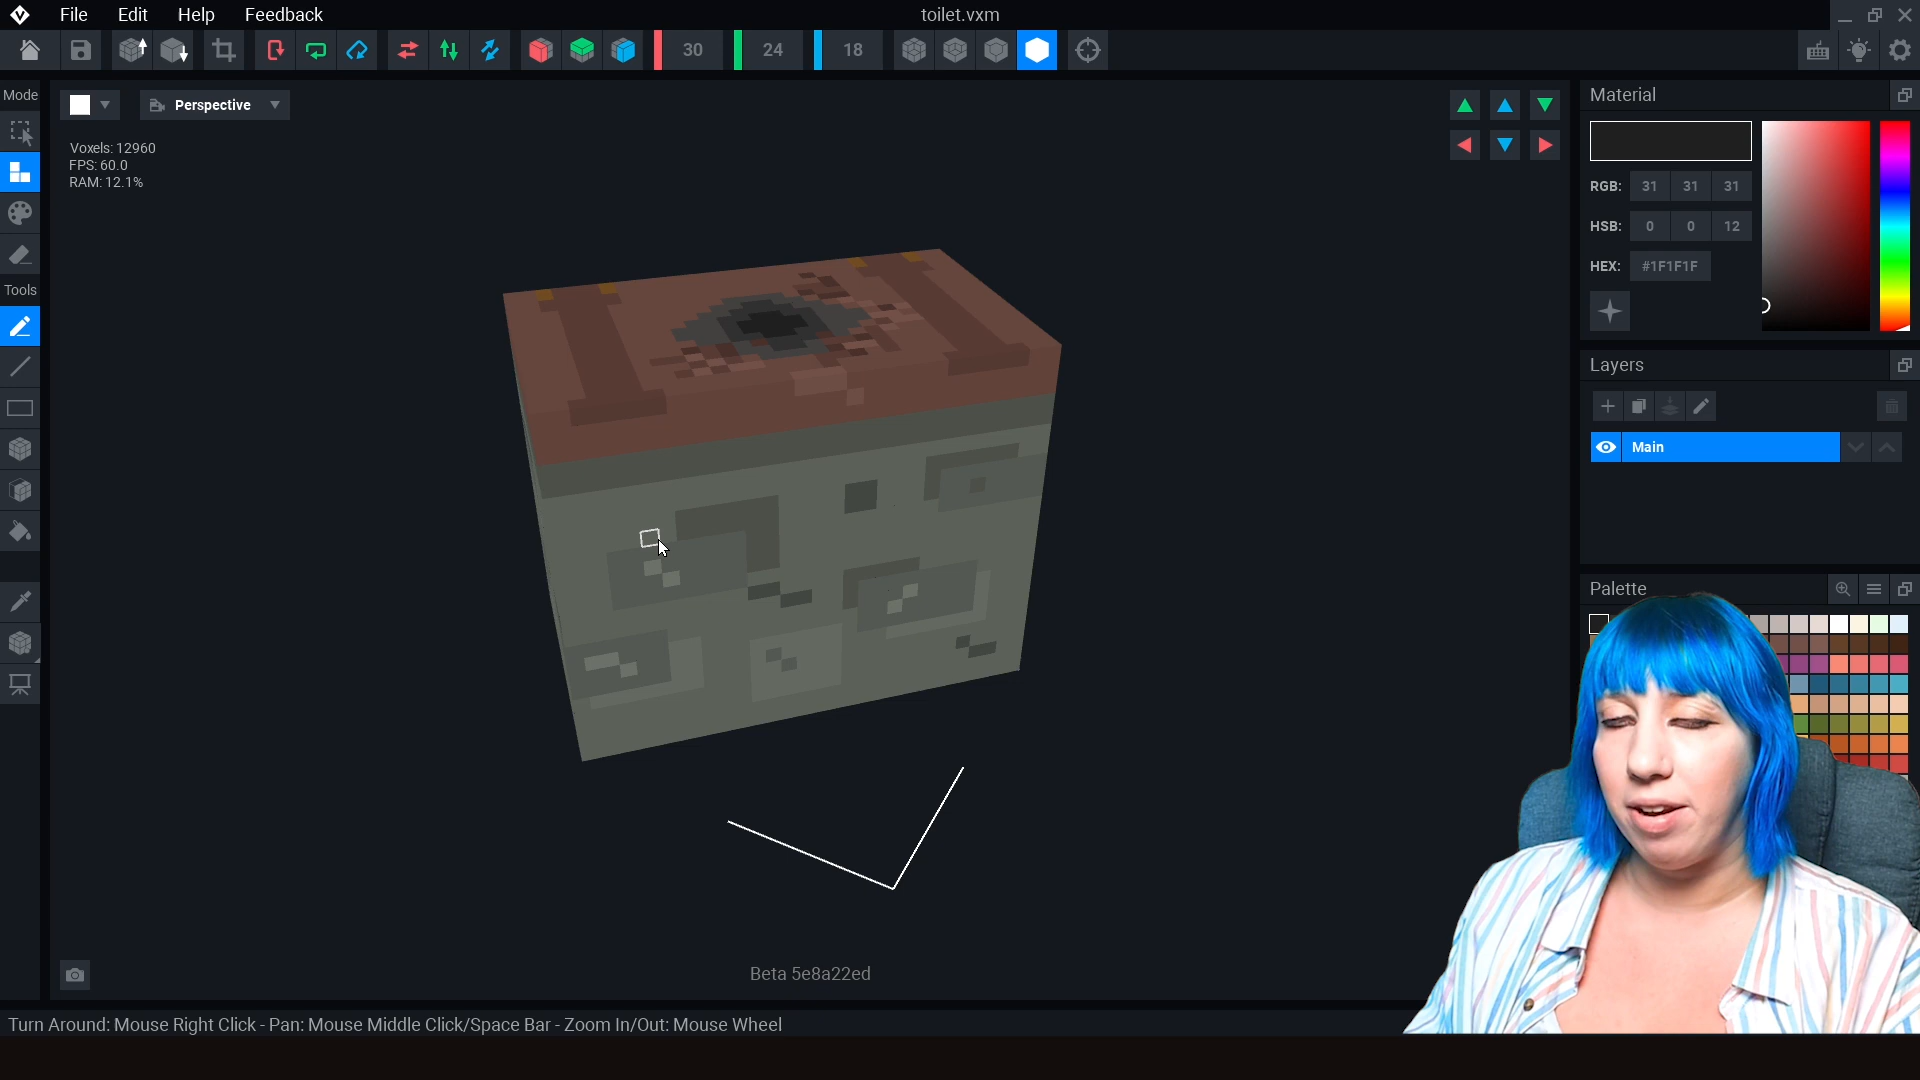 File Edit Help Feedback toilet.vxm
30 24 18
Mode
Perspective
Voxels: 12960
FPS: 60.0
RAM: 12.1%
Tools
Material
RGB: 31 31 31
HSB: 0 0 12
HEX: #1F1F1F
Layers
Main
Palette
Beta 5e8a22ed
Turn Around: Mouse Right Click - Pan: Mouse Middle Click/Space Bar - Zoom In/Out: Mouse Wheel